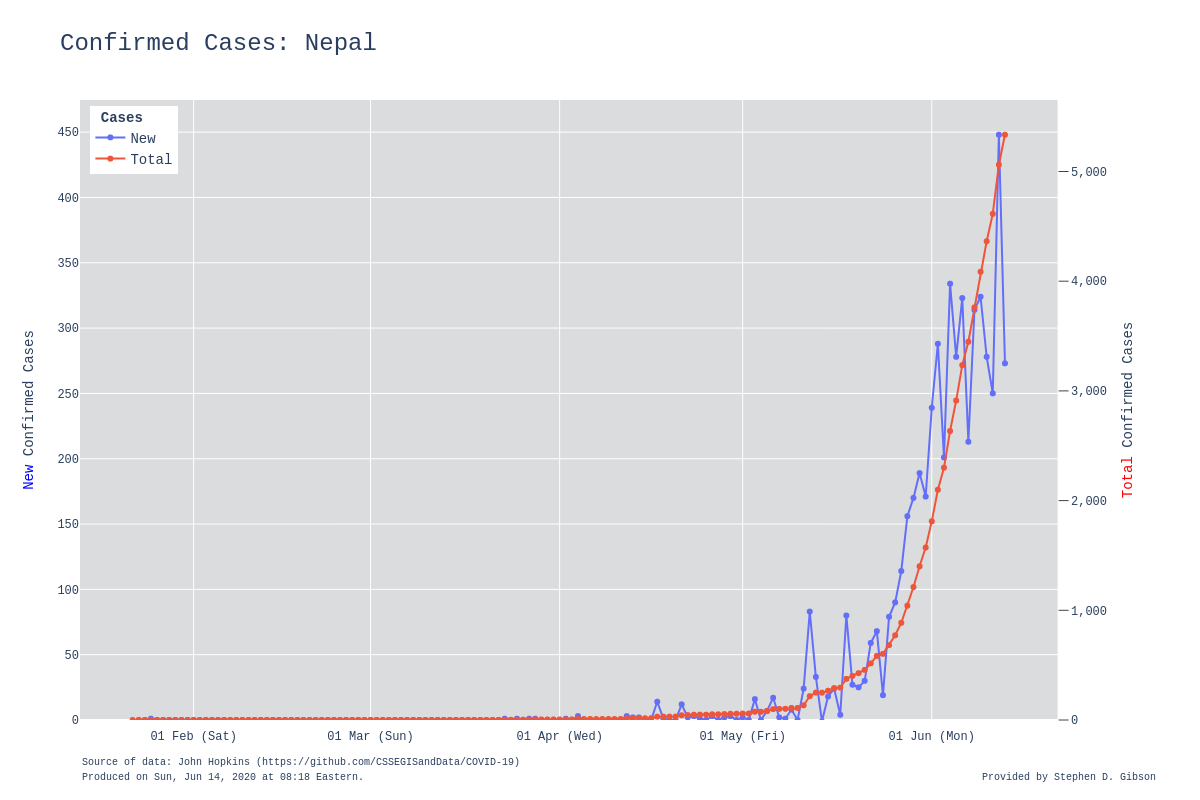 Confirmed Cases: Nepal
Cases
New
Total
450
400
350
300
250
200
150
100
50
0
New Confirmed Cases
5,000
4,000
3,000
2,000
1,000
0
Total Confirmed Cases
01 Feb (Sat)
01 Mar (Sun)
01 Apr (Wed)
01 May (Fri)
01 Jun (Mon)
Source of data: John Hopkins (https://github.com/CSSEGISandData/COVID-19)
Produced on Sun, Jun 14, 2020 at 08:18 Eastern.
Provided by Stephen D. Gibson